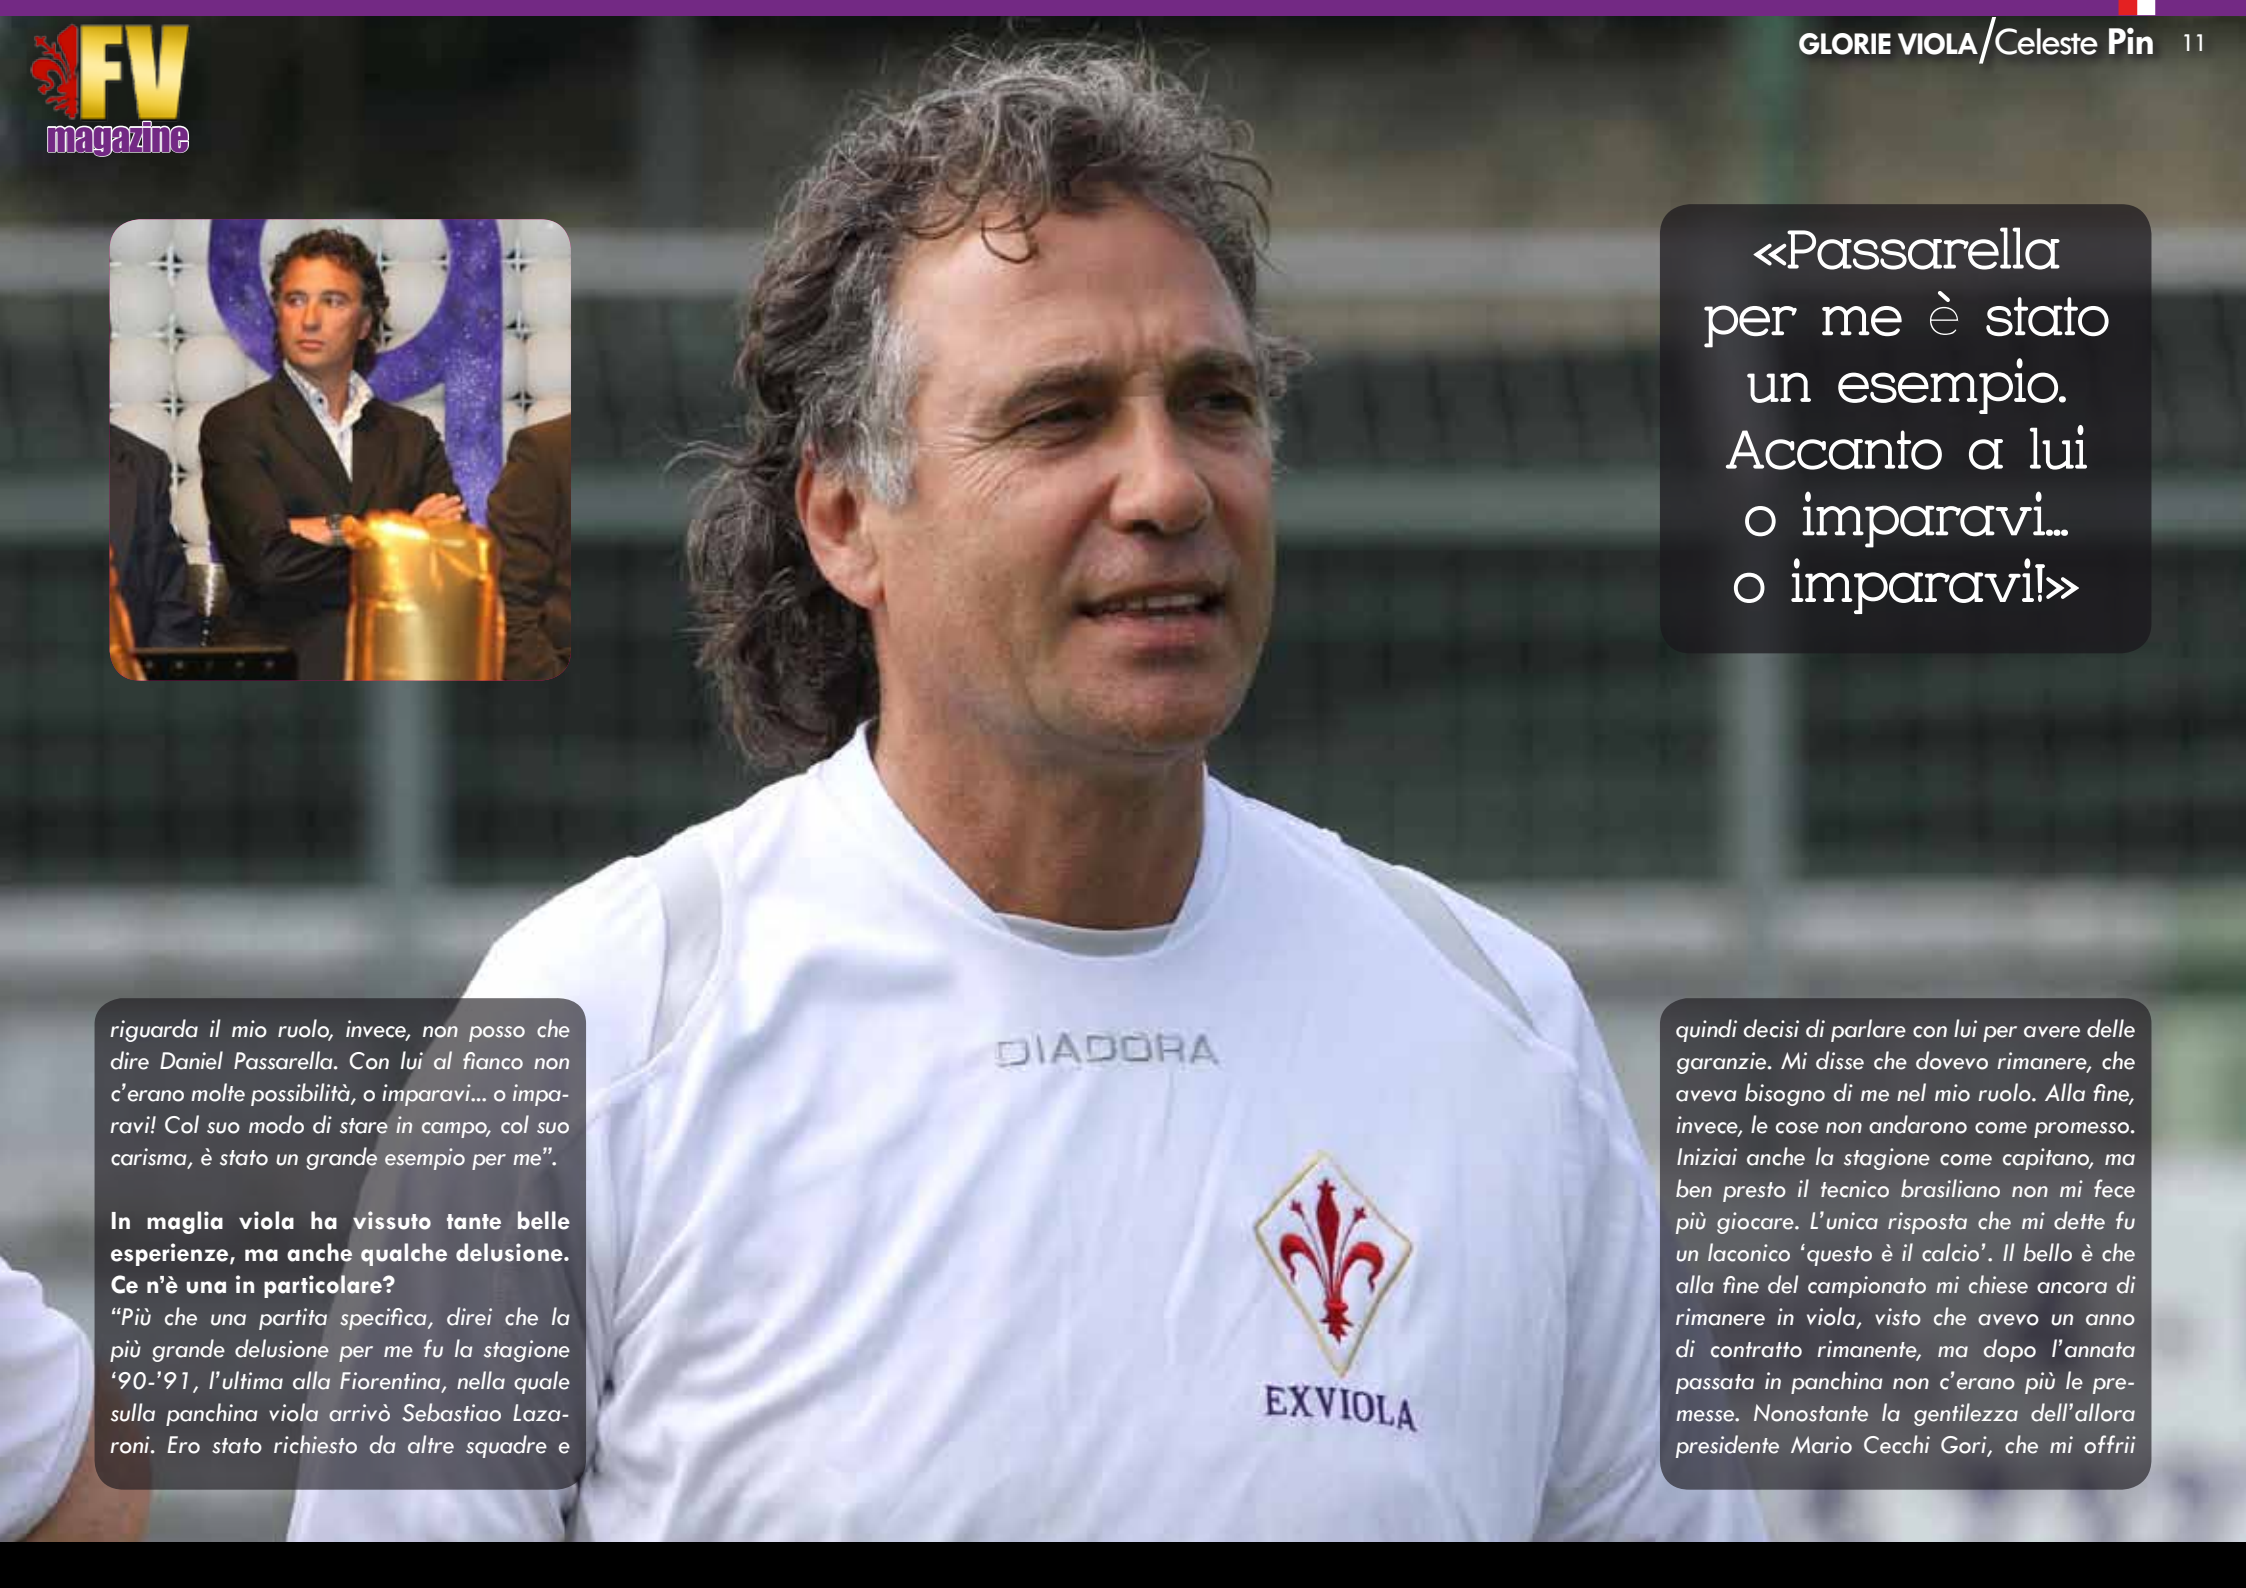 FV
magazine
GLORIE VIOLA/Celeste Pin 11
«Passarella
per me è stato
un esempio.
Accanto a lui
o imparavi...
o imparavi!»
riguarda il mio ruolo, invece, non posso che
dire Daniel Passarella. Con lui al fianco non
c’erano molte possibilità, o imparavi... o impa-
ravi! Col suo modo di stare in campo, col suo
carisma, è stato un grande esempio per me”.
In maglia viola ha vissuto tante belle
esperienze, ma anche qualche delusione.
Ce n’è una in particolare?
“Più che una partita specifica, direi che la
più grande delusione per me fu la stagione
‘90-’91, l’ultima alla Fiorentina, nella quale
sulla panchina viola arrivò Sebastiao Laza-
roni. Ero stato richiesto da altre squadre e
quindi decisi di parlare con lui per avere delle
garanzie. Mi disse che dovevo rimanere, che
aveva bisogno di me nel mio ruolo. Alla fine,
invece, le cose non andarono come promesso.
Iniziai anche la stagione come capitano, ma
ben presto il tecnico brasiliano non mi fece
più giocare. L’unica risposta che mi dette fu
un laconico ‘questo è il calcio’. Il bello è che
alla fine del campionato mi chiese ancora di
rimanere in viola, visto che avevo un anno
di contratto rimanente, ma dopo l’annata
passata in panchina non c’erano più le pre-
messe. Nonostante la gentilezza dell’allora
presidente Mario Cecchi Gori, che mi offrii
DIADORA
EXVIOLA